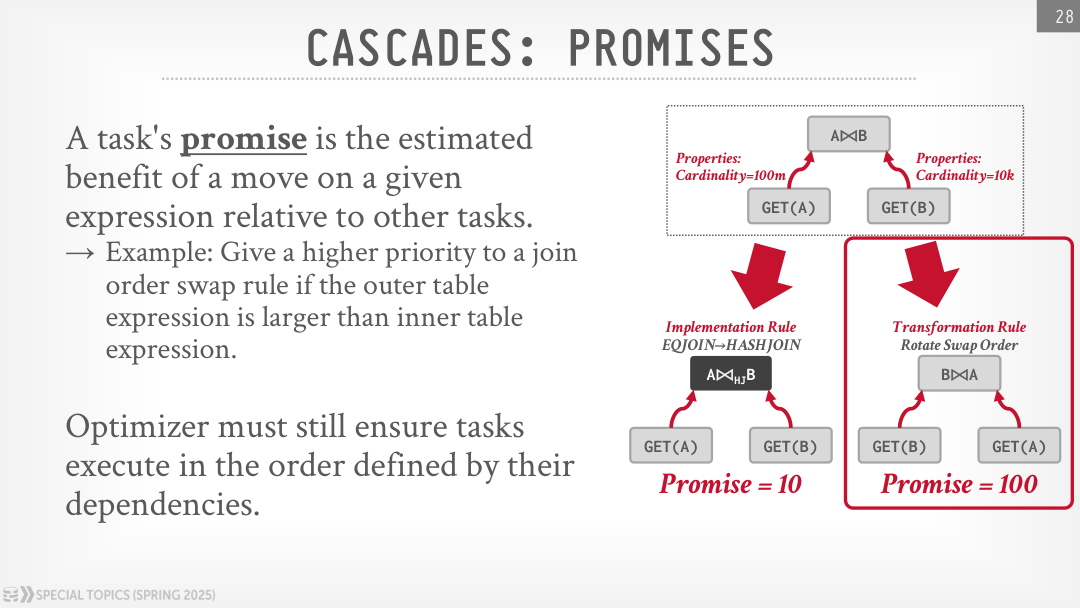 28
CASCADES: PROMISES
A task's promise is the estimated
benefit of a move on a given
expression relative to other tasks.
→ Example: Give a higher priority to a join
order swap rule if the outer table
expression is larger than inner table
expression.
Optimizer must still ensure tasks
execute in the order defined by their
dependencies.
A⋈B
Properties:
Cardinality=100m
Properties:
Cardinality=10k
GET(A)
GET(B)
Implementation Rule
EQJOIN→HASHJOIN
A⋈HJB
GET(A)
GET(B)
Promise = 10
Transformation Rule
Rotate Swap Order
B⋈A
GET(B)
GET(A)
Promise = 100
SPECIAL TOPICS (SPRING 2025)